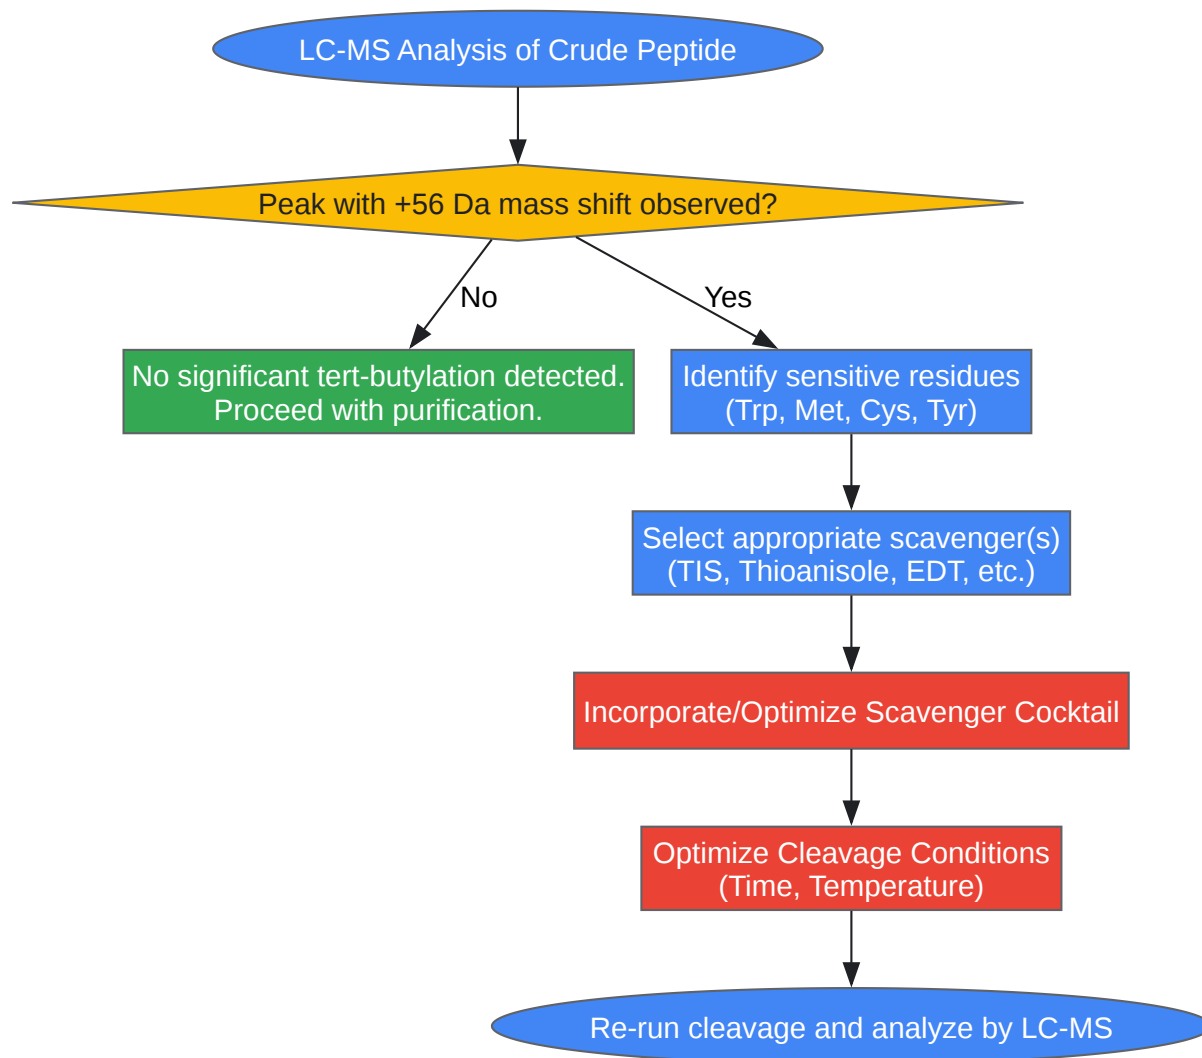 LC-MS Analysis of Crude Peptide
Peak with +56 Da mass shift observed?
No
Yes
No significant tert-butylation detected.
Proceed with purification.
Identify sensitive residues
(Trp, Met, Cys, Tyr)
Select appropriate scavenger(s)
(TIS, Thioanisole, EDT, etc.)
Incorporate/Optimize Scavenger Cocktail
Optimize Cleavage Conditions
(Time, Temperature)
Re-run cleavage and analyze by LC-MS